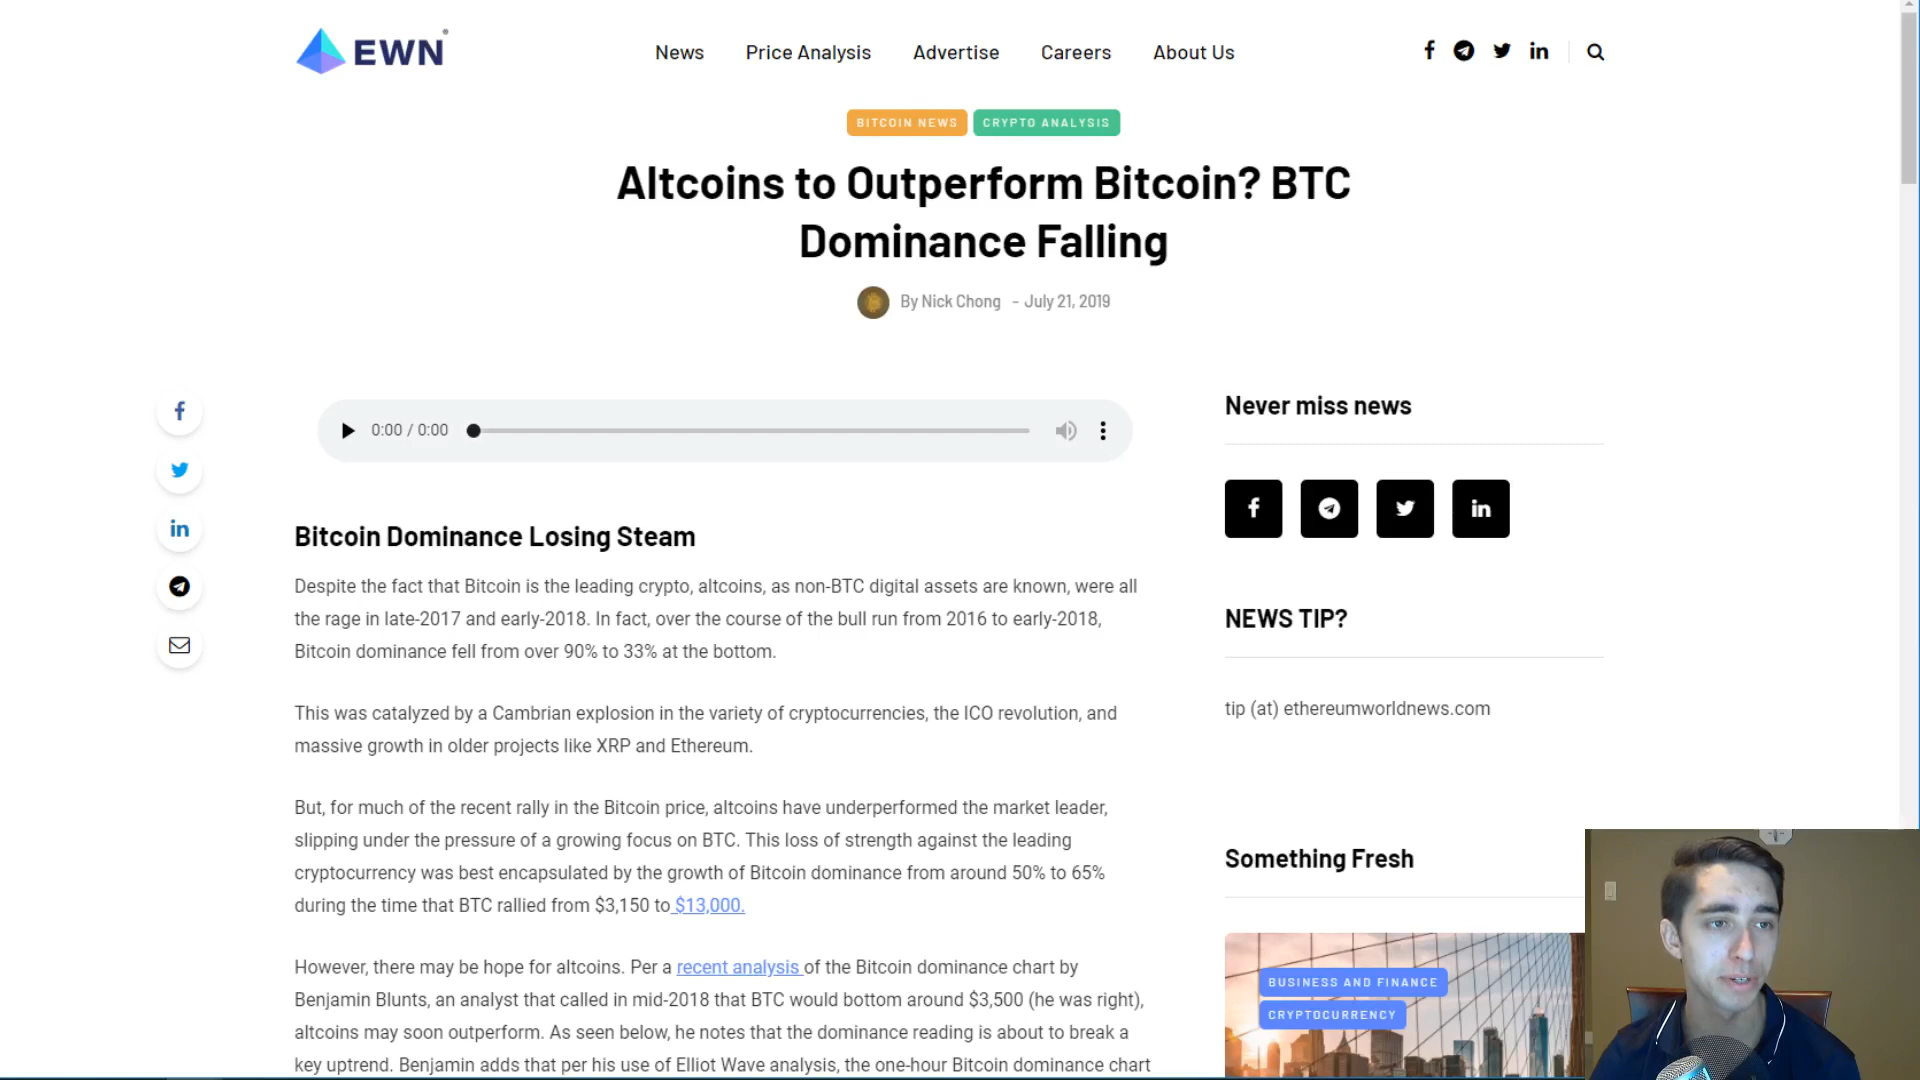 EWN
News
Price Analysis
Advertise
Careers
About Us
BITCOIN NEWS
CRYPTO ANALYSIS
Altcoins to Outperform Bitcoin? BTC
Dominance Falling
By Nick Chong - July 21, 2019
0:00 / 0:00
Bitcoin Dominance Losing Steam
Despite the fact that Bitcoin is the leading crypto, altcoins, as non-BTC digital assets are known, were all
the rage in late-2017 and early-2018. In fact, over the course of the bull run from 2016 to early-2018,
Bitcoin dominance fell from over 90% to 33% at the bottom.
This was catalyzed by a Cambrian explosion in the variety of cryptocurrencies, the ICO revolution, and
massive growth in older projects like XRP and Ethereum.
But, for much of the recent rally in the Bitcoin price, altcoins have underperformed the market leader,
slipping under the pressure of a growing focus on BTC. This loss of strength against the leading
cryptocurrency was best encapsulated by the growth of Bitcoin dominance from around 50% to 65%
during the time that BTC rallied from $3,150 to $13,000.
However, there may be hope for altcoins. Per a recent analysis of the Bitcoin dominance chart by
Benjamin Blunts, an analyst that called in mid-2018 that BTC would bottom around $3,500 (he was right),
altcoins may soon outperform. As seen below, he notes that the dominance reading is about to break a
key uptrend. Benjamin adds that per his use of Elliot Wave analysis, the one-hour Bitcoin dominance chart
Never miss news
NEWS TIP?
tip (at) ethereumworldnews.com
Something Fresh
BUSINESS AND FINANCE
CRYPTOCURRENCY